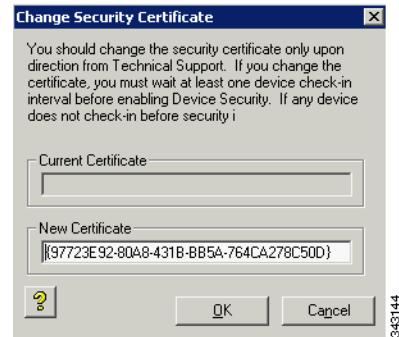 Change Security Certificate
You should change the security certificate only upon
direction from Technical Support. If you change the
certificate, you must wait at least one device check-in
interval before enabling Device Security. If any device
does not check-in before security i
Current Certificate
New Certificate
{97723E92-80A8-431B-BB5A-764CA278C50D}
?
OK
Cancel
343144